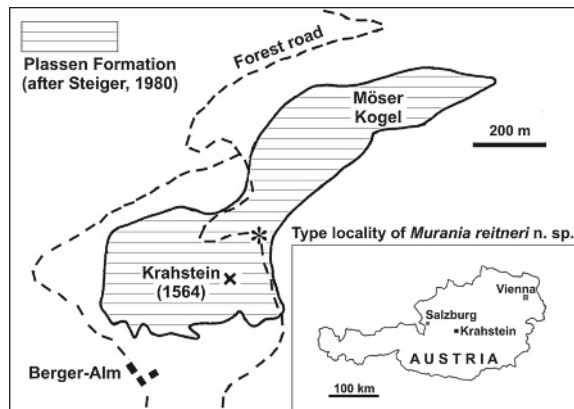 Plassen Formation
(after Steiger, 1980)
Forest road
Möser
Kogel
200 m
Type locality of Murania reitneri n. sp.
Krahstein
(1564)
Berger-Alm
Vienna
Salzburg
Krahstein
AUSTRIA
100 km